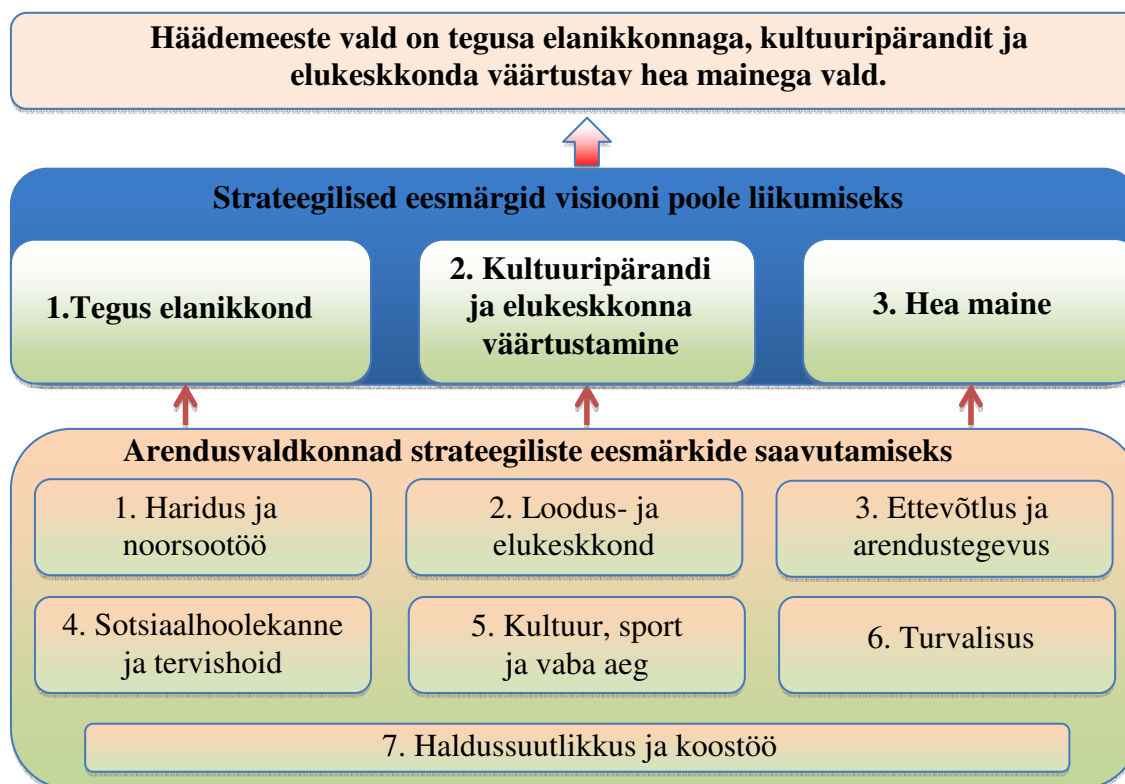 Häädemeeste vald on tegusa elanikkonnaga, kultuuripärandit ja
elukeskkonda väärtustav hea mainega vald.
Strateegilised eesmärgid visiooni poole liikumiseks
1.Tegus elanikkond
2. Kultuuripärandi
ja elukeskkonna
väärtustamine
3. Hea maine
Arendusvaldkonnad strateegiliste eesmärkide saavutamiseks
1. Haridus ja
noorsootöö
2. Loodus- ja
elukeskkond
3. Ettevõtlus ja
arendustegevus
4. Sotsiaalhoolekanne
ja tervishoid
5. Kultuur, sport
ja vaba aeg
6. Turvalisus
7. Haldussuutlikkus ja koostöö